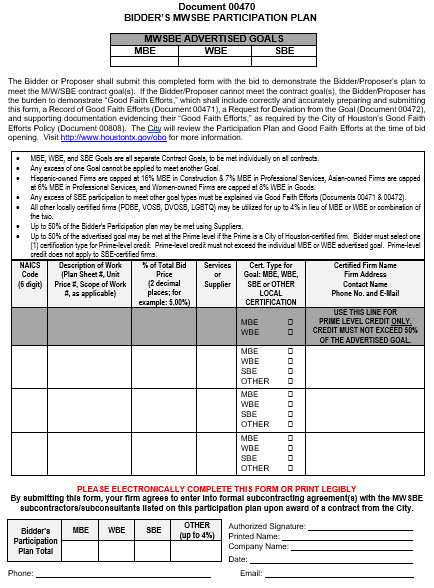 Document 00470
BIDDER'S MWSBE PARTICIPATION PLAN
MWSBE ADVERTISED GOALS
MBE WBE SBE
The Bidder or Proposer shall submit this completed form with the bid to demonstrate the Bidder/Proposer's plan to
meet the M/W/SBE contract goal(s). If the Bidder/Proposer cannot meet the contract goal(s), the Bidder/Proposer has
the burden to demonstrate "Good Faith Efforts," which shall include correctly and accurately preparing and submitting
this form, a Record of Good Faith Efforts (Document 00471), a Request for Deviation from the Goal (Document 00472),
and supporting documentation evidencing their "Good Faith Efforts," as required by the City of Houston's Good Faith
Efforts Policy (Document 00808). The City will review the Participation Plan and Good Faith Efforts at the time of bid
opening. Visit http://www.houstontx.gov/obo for more information.
• MBE, WBE, and SBE Goals are all separate Contract Goals, to be met individually on all contracts.
• Any excess of one Goal cannot be applied to meet another Goal.
• Hispanic-owned Firms are capped at 16% MBE in Construction & 7% MBE in Professional Services, Asian-owned Firms are capped
at 6% MBE in Professional Services, and Women-owned Firms are capped at 8% WBE in Goods.
• Any excess of SBE participation to meet other goal types must be explained via Good Faith Efforts (Documents 00471 & 00472).
• All other locally certified firms (PDBE, VOSB, DVOSB, LGBTQ) may be utilized for up to 4% in lieu of MBE or WBE or combination of
the two.
• Up to 50% of the Bidder's Participation plan may be met using Suppliers.
• Up to 50% of the advertised goal may be met at the Prime level if the Prime is a City of Houston-certified firm. Bidder must select one
(1) certification type for Prime-level credit. Prime-level credit must not exceed the individual MBE or WBE advertised goal. Prime-level
credit does not apply to SBE-certified firms.
NAICS
Code
(6 digit)
Description of Work
(Plan Sheet #, Unit
Price #, Scope of Work
#, as applicable)
% of Total Bid
Price
(2 decimal
places; for
example: 5.00%)
Services
or
Supplier
Cert. Type for
Goal: MBE, WBE,
SBE or OTHER
LOCAL
CERTIFICATION
Certified Firm Name
Firm Address
Contact Name
Phone No. and E-Mail
MBE ☐
WBE ☐
USE THIS LINE FOR
PRIME LEVEL CREDIT ONLY.
CREDIT MUST NOT EXCEED 50%
OF THE ADVERTISED GOAL.
MBE ☐
WBE ☐
SBE ☐
OTHER ☐
MBE ☐
WBE ☐
SBE ☐
OTHER ☐
MBE ☐
WBE ☐
SBE ☐
OTHER ☐
PLEASE ELECTRONICALLY COMPLETE THIS FORM OR PRINT LEGIBLY
By submitting this form, your firm agrees to enter into formal subcontracting agreement(s) with the MWSBE
subcontractors/subconsultants listed on this participation plan upon award of a contract from the City.
Bidder's
Participation
Plan Total
MBE WBE SBE OTHER
(up to 4%)
Authorized Signature:
Printed Name:
Company Name:
Date:
Phone: Email: